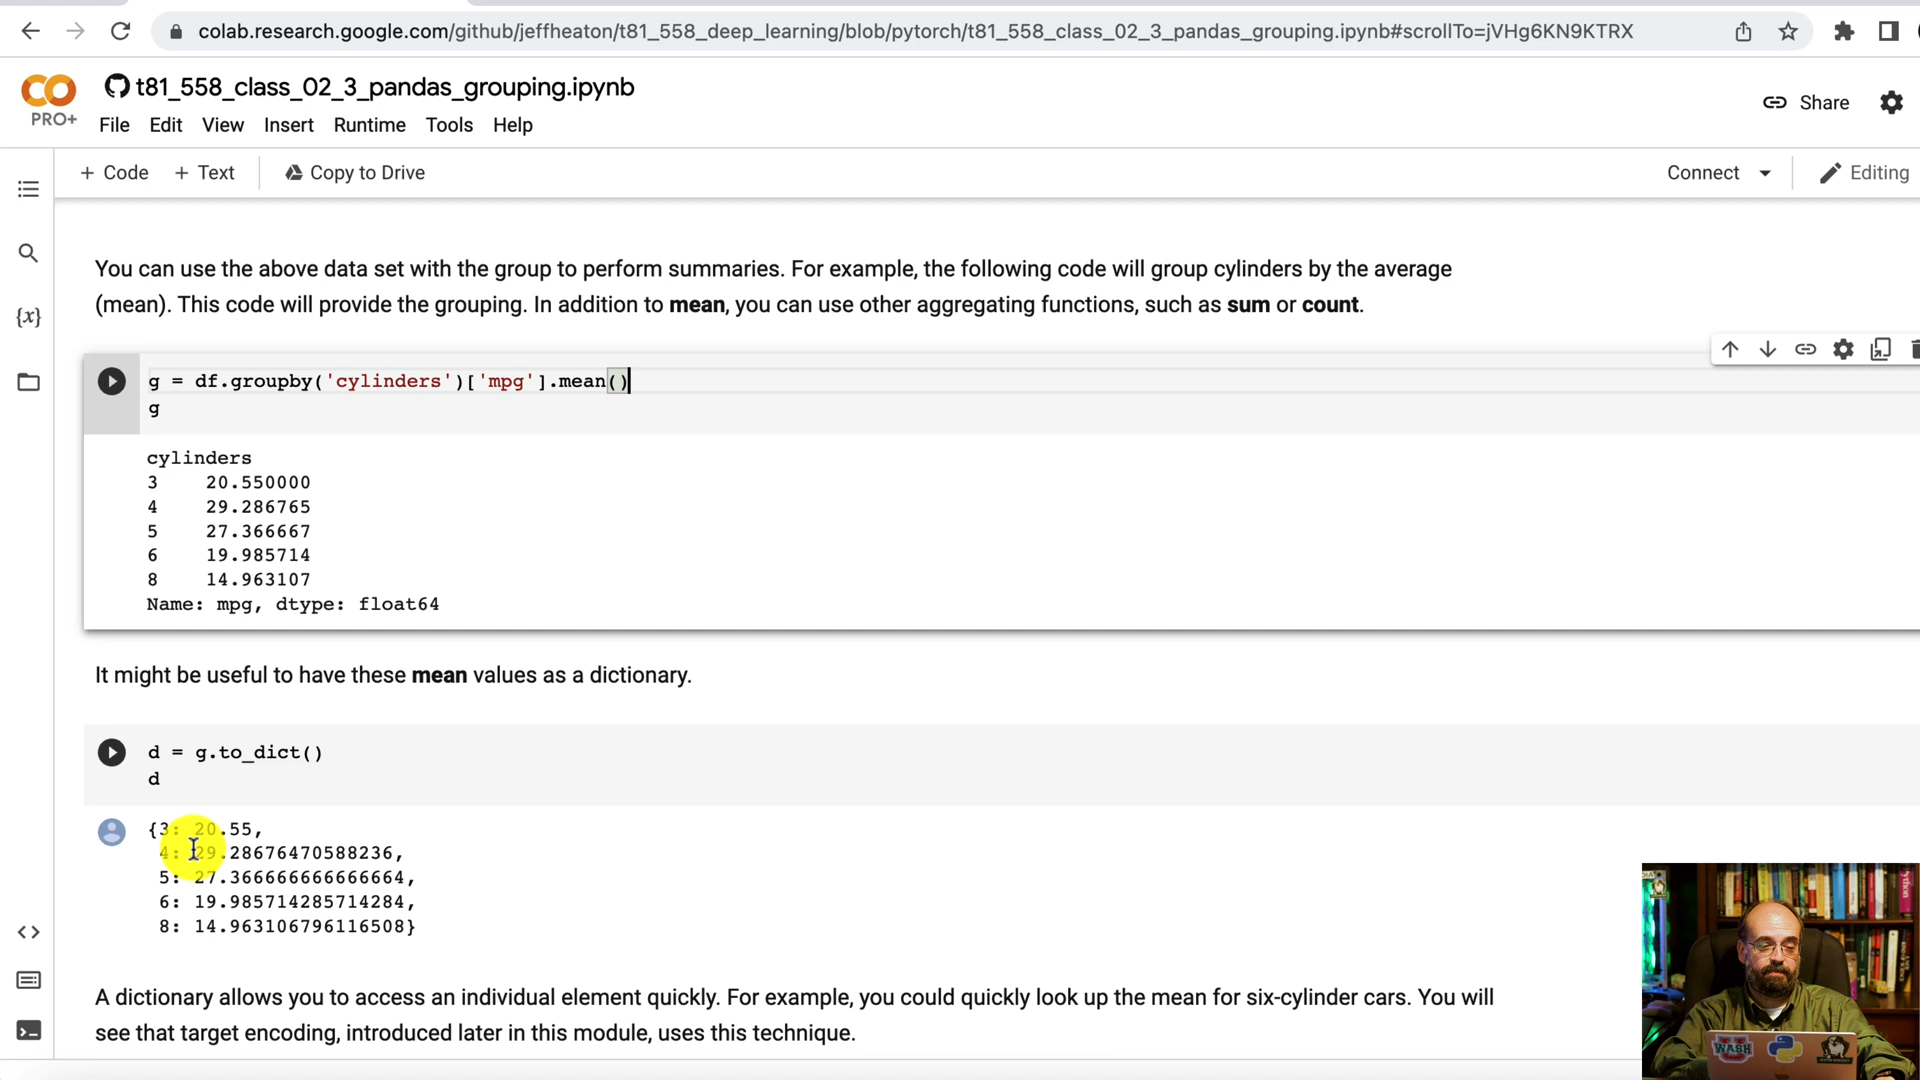 colab.research.google.com/github/jeffheaton/t81_558_deep_learning/blob/pytorch/t81_558_class_02_3_pandas_grouping.ipynb#scrollTo=jVHg6KN9KTRX
CO
PRO+
t81_558_class_02_3_pandas_grouping.ipynb
File Edit View Insert Runtime Tools Help
Share
+ Code + Text Copy to Drive
Connect
Editing
{x}
You can use the above data set with the group to perform summaries. For example, the following code will group cylinders by the average
(mean). This code will provide the grouping. In addition to mean, you can use other aggregating functions, such as sum or count.
g = df.groupby('cylinders')['mpg'].mean()
g
cylinders
3 20.550000
4 29.286765
5 27.366667
6 19.985714
8 14.963107
Name: mpg, dtype: float64
It might be useful to have these mean values as a dictionary.
d = g.to_dict()
d
{3: 20.55,
4: 29.28676470588236,
5: 27.366666666666664,
6: 19.985714285714284,
8: 14.963106796116508}
A dictionary allows you to access an individual element quickly. For example, you could quickly look up the mean for six-cylinder cars. You will
see that target encoding, introduced later in this module, uses this technique.
WASH